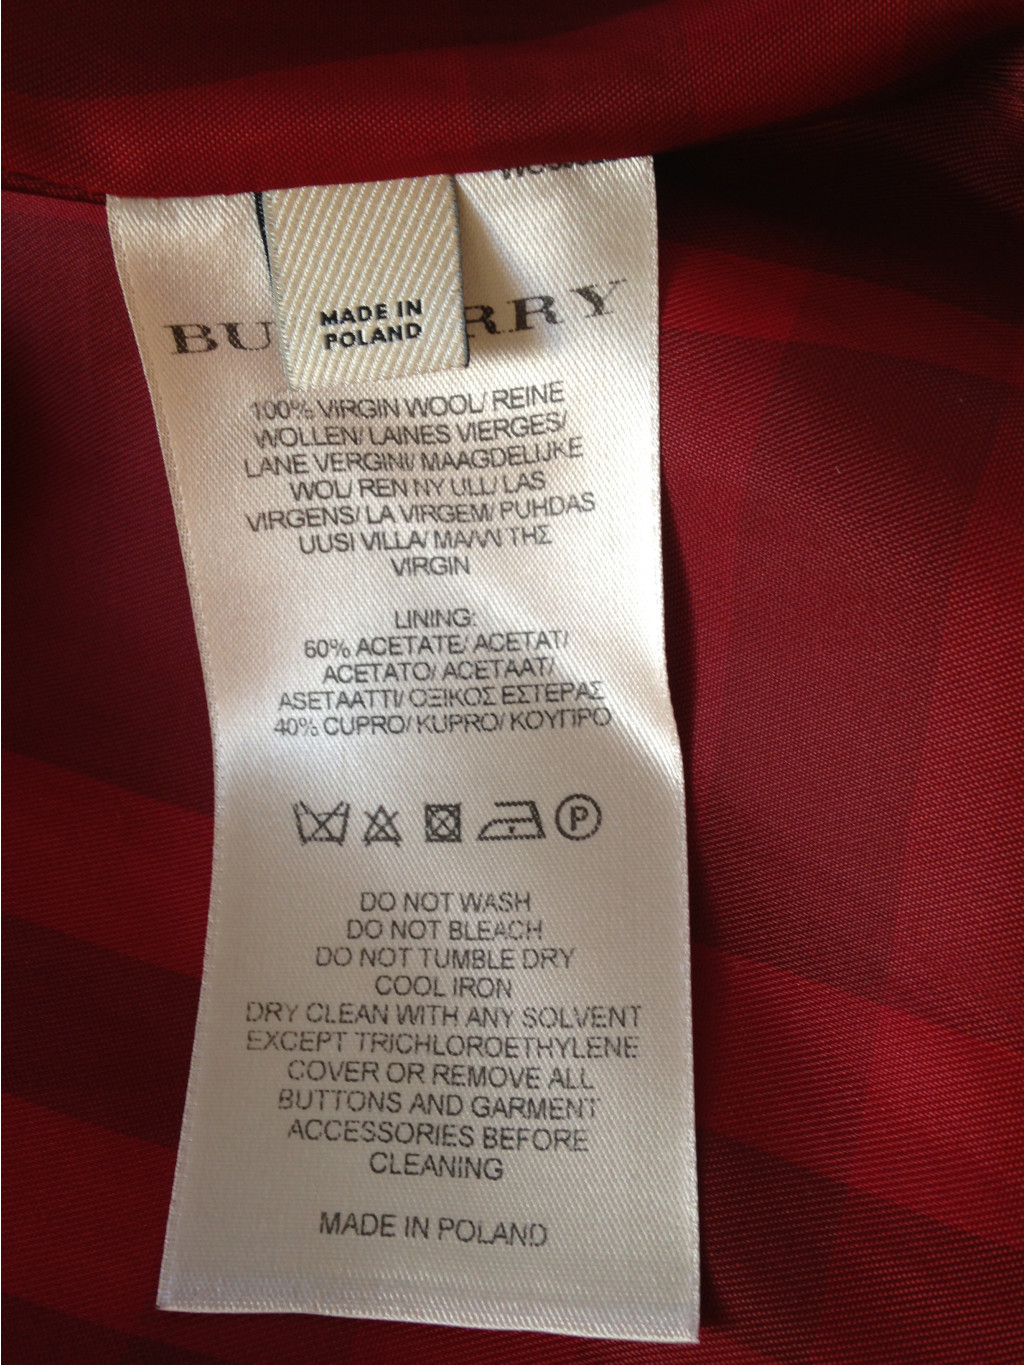 BU RRY
MADE IN
POLAND
100% VIRGIN WOOL/ REINE
WOLLEN/ LAINES VIERGES/
LANE VERGINI/ MAAGDELIJKE
WOL/ REN NY ULL/ LAS
VIRGENS/ LA VIRGEM/ PUHDAS
UUSI VILLA/ ΜΑΛΛΙ ΤΗΣ
VIRGIN
LINING:
60% ACETATE/ ACETAT/
ACETATO/ ACETAAT/
ASETAATTI/ ΟΞΙΚΟΣ ΕΣΤΕΡΑΣ
40% CUPRO/ KUPRO/ ΚΟΥΠΡΟ
P
DO NOT WASH
DO NOT BLEACH
DO NOT TUMBLE DRY
COOL IRON
DRY CLEAN WITH ANY SOLVENT
EXCEPT TRICHLOROETHYLENE
COVER OR REMOVE ALL
BUTTONS AND GARMENT
ACCESSORIES BEFORE
CLEANING
MADE IN POLAND